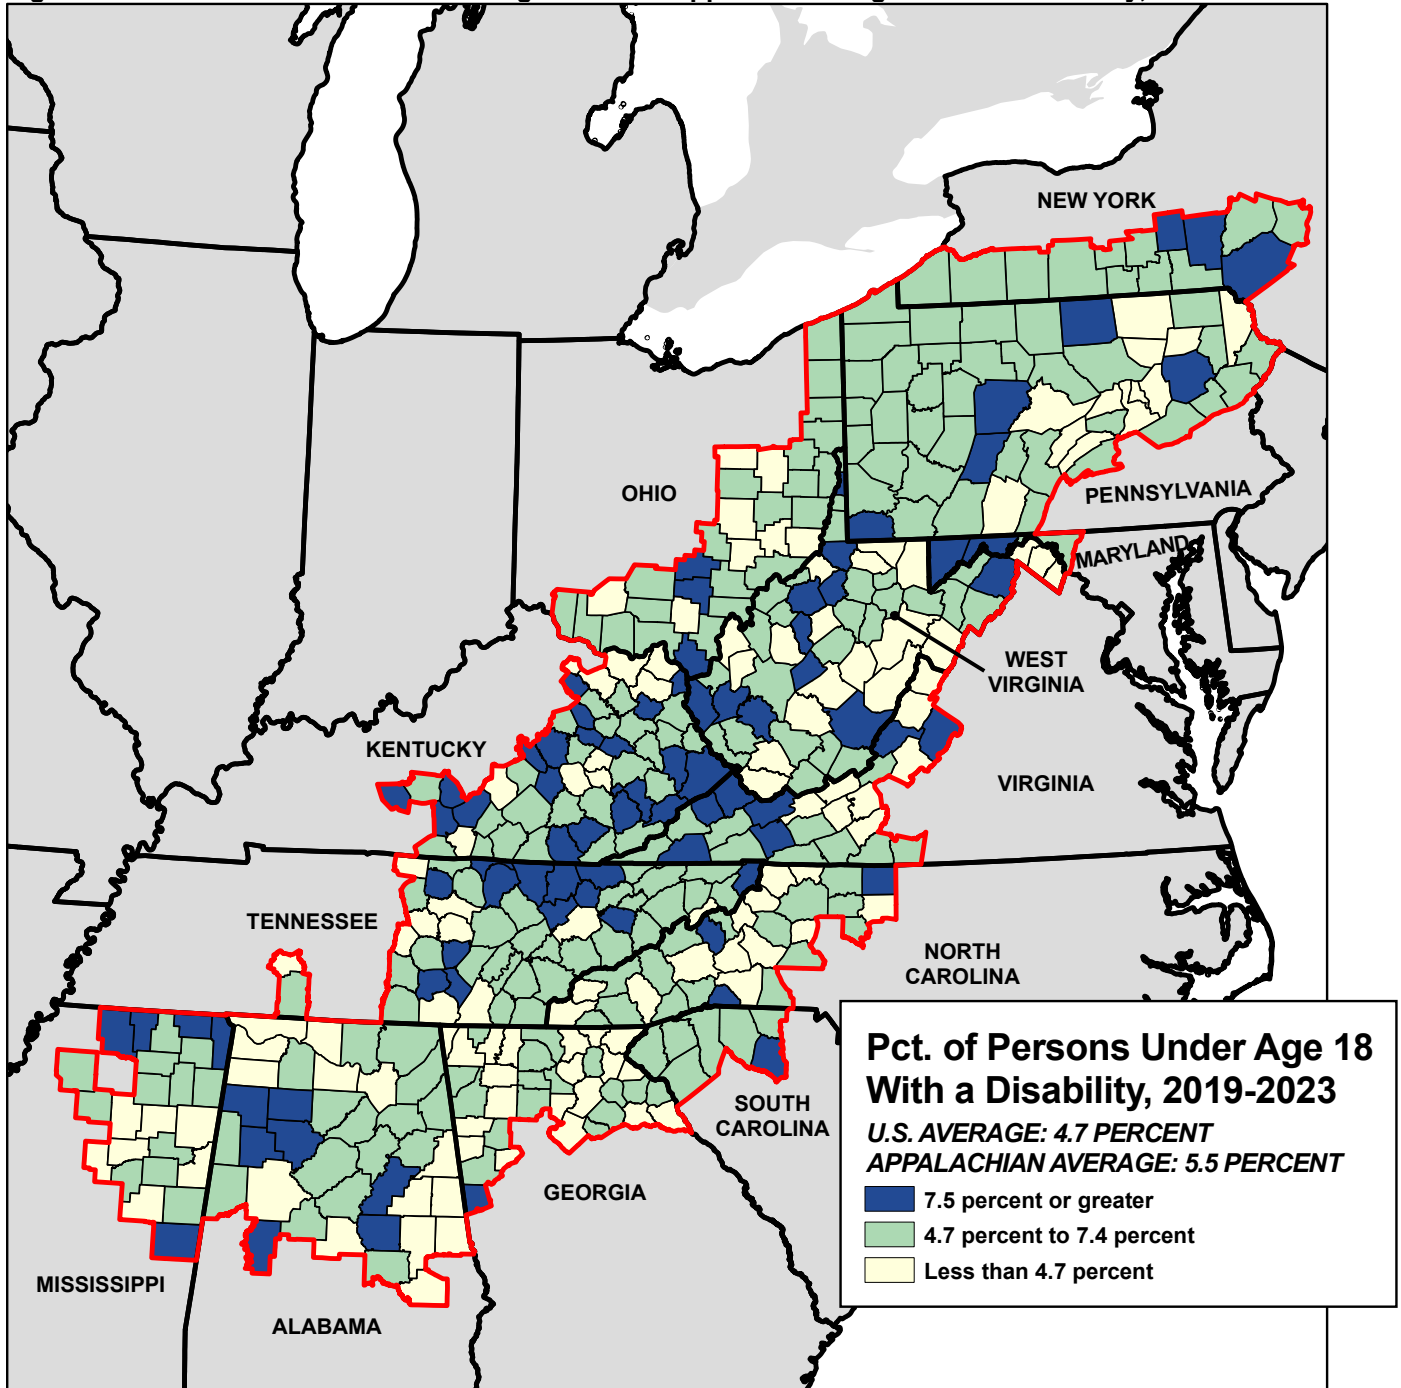 NEW YORK
OHIO
PENNSYLVANIA
MARYLAND
WEST
VIRGINIA
KENTUCKY
VIRGINIA
TENNESSEE
NORTH
CAROLINA
SOUTH
CAROLINA
GEORGIA
MISSISSIPPI
ALABAMA
Pct. of Persons Under Age 18
With a Disability, 2019-2023
U.S. AVERAGE: 4.7 PERCENT
APPALACHIAN AVERAGE: 5.5 PERCENT
7.5 percent or greater
4.7 percent to 7.4 percent
Less than 4.7 percent